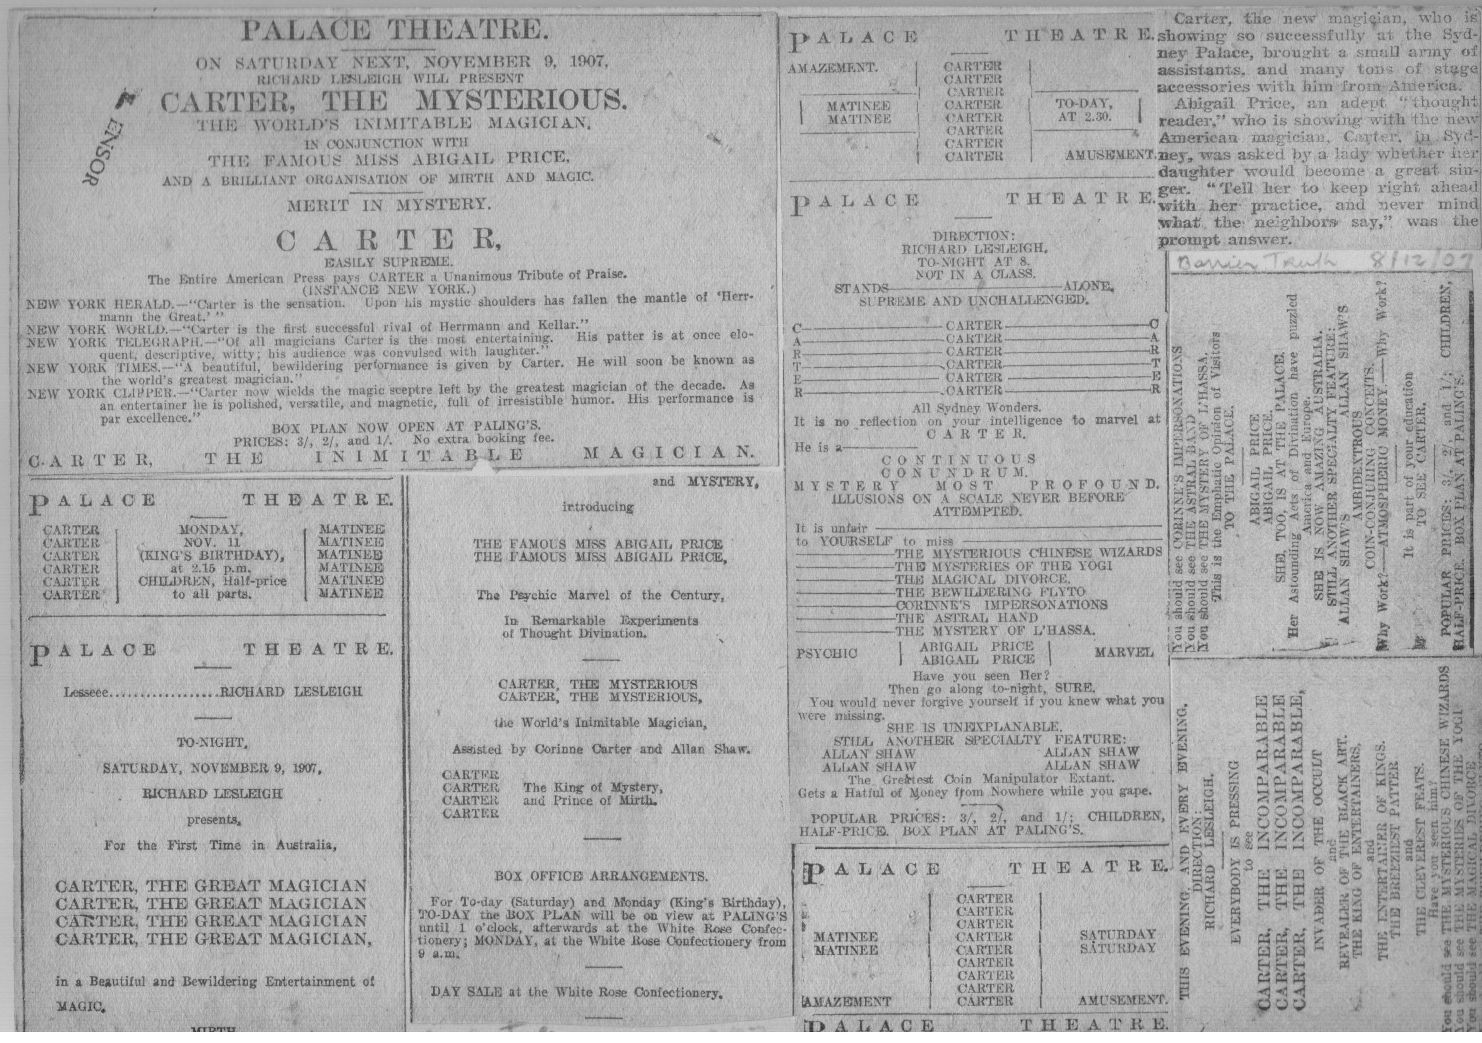 PALACE THEATRE.
ON SATURDAY NEXT, NOVEMBER 9, 1907,
RICHARD LESLEIGH WILL PRESENT
CARTER, THE MYSTERIOUS.
THE WORLD'S INIMITABLE MAGICIAN,
IN CONJUNCTION WITH
THE FAMOUS MISS ABIGAIL PRICE,
AND A BRILLIANT ORGANISATION OF MIRTH AND MAGIC.
MERIT IN MYSTERY.
CARTER,
EASILY SUPREME.
The Entire American Press pays CARTER a Unanimous Tribute of Praise.
(INSTANCE NEW YORK.)
NEW YORK HERALD.—"Carter is the sensation. Upon his mystic shoulders has fallen the mantle of 'Herr-
mann the Great.' "
NEW YORK WORLD.—"Carter is the first successful rival of Herrmann and Kellar."
NEW YORK TELEGRAPH.—"Of all magicians Carter is the most entertaining. His patter is at once elo-
quent, descriptive, witty; his audience was convulsed with laughter."
NEW YORK TIMES.—"A beautiful, bewildering performance is given by Carter. He will soon be known as
the world's greatest magician."
NEW YORK CLIPPER.—"Carter now wields the magic sceptre left by the greatest magician of the decade. As
an entertainer he is polished, versatile, and magnetic, full of irresistible humor. His performance is
par excellence."
BOX PLAN NOW OPEN AT PALING'S.
PRICES: 3/, 2/, and 1/. No extra booking fee.
CARTER, THE INIMITABLE MAGICIAN.
PALACE THEATRE.
CARTER MONDAY, MATINEE
CARTER NOV. 11 MATINEE
CARTER (KING'S BIRTHDAY), MATINEE
CARTER at 2.15 p.m. MATINEE
CARTER CHILDREN, Half-price MATINEE
CARTER to all parts. MATINEE
PALACE THEATRE.
Lesseee..................RICHARD LESLEIGH
TO-NIGHT,
SATURDAY, NOVEMBER 9, 1907,
RICHARD LESLEIGH
presents,
For the First Time in Australia,
CARTER, THE GREAT MAGICIAN
CARTER, THE GREAT MAGICIAN
CARTER, THE GREAT MAGICIAN
CARTER, THE GREAT MAGICIAN,
in a Beautiful and Bewildering Entertainment of
MAGIC,
MIRTH
and MYSTERY,
introducing
THE FAMOUS MISS ABIGAIL PRICE
THE FAMOUS MISS ABIGAIL PRICE,
The Psychic Marvel of the Century,
In Remarkable Experiments
of Thought Divination.
CARTER, THE MYSTERIOUS
CARTER, THE MYSTERIOUS,
the World's Inimitable Magician,
Assisted by Corinne Carter and Allan Shaw.
CARTER
CARTER The King of Mystery,
CARTER and Prince of Mirth.
CARTER
BOX OFFICE ARRANGEMENTS.
For To-day (Saturday) and Monday (King's Birthday),
TO-DAY the BOX PLAN will be on view at PALING'S
until 1 o'clock, afterwards at the White Rose Confec-
tionery; MONDAY, at the White Rose Confectionery from
9 a.m.
DAY SALE at the White Rose Confectionery.
PALACE THEATRE.
AMAZEMENT. CARTER
CARTER
CARTER
MATINEE CARTER TO-DAY,
MATINEE CARTER AT 2.30.
CARTER
CARTER
CARTER AMUSEMENT.
PALACE THEATRE.
DIRECTION:
RICHARD LESLEIGH.
TO-NIGHT AT 8.
NOT IN A CLASS.
STANDS————ALONE,
SUPREME AND UNCHALLENGED.
C————CARTER————C
A————CARTER————A
R————CARTER————R
T————CARTER————T
E————CARTER————E
R————CARTER————R
All Sydney Wonders.
It is no reflection on your intelligence to marvel at
CARTER.
He is a————
CONTINUOUS
CONUNDRUM.
MYSTERY MOST PROFOUND.
ILLUSIONS ON A SCALE NEVER BEFORE
ATTEMPTED.
It is unfair ————
to YOURSELF to miss ————
————THE MYSTERIOUS CHINESE WIZARDS
————THE MYSTERIES OF THE YOGI
————THE MAGICAL DIVORCE.
————THE BEWILDERING FLYTO
————CORINNE'S IMPERSONATIONS
————THE ASTRAL HAND
————THE MYSTERY OF L'HASSA.
PSYCHIC ABIGAIL PRICE MARVEL
ABIGAIL PRICE
Have you seen Her?
Then go along to-night, SURE.
You would never forgive yourself if you knew what you
were missing.
SHE IS UNEXPLANABLE.
STILL ANOTHER SPECIALTY FEATURE:
ALLAN SHAW ALLAN SHAW
ALLAN SHAW ALLAN SHAW
The Greatest Coin Manipulator Extant.
Gets a Hatful of Money from Nowhere while you gape.
POPULAR PRICES: 3/, 2/, and 1/; CHILDREN,
HALF-PRICE. BOX PLAN AT PALING'S.
PALACE THEATRE.
CARTER
CARTER
CARTER
MATINEE CARTER SATURDAY
MATINEE CARTER SATURDAY
CARTER
CARTER
CARTER
AMAZEMENT CARTER AMUSEMENT.
PALACE THEATRE.
Carter, the new magician, who is
showing so successfully at the Syd-
ney Palace, brought a small army of
assistants, and many tons of stage
accessories with him from America.
Abigail Price, an adept "thought
reader," who is showing with the new
American magician, Carter, in Syd-
ney, was asked by a lady whether her
daughter would become a great sin-
ger. "Tell her to keep right ahead
with her practice, and never mind
what the neighbors say," was the
prompt answer.
Barrier Truth 8/12/07
You should see CORINNE'S IMPERSONATIONS
You should see THE ASTRAL HAND
You should see THE MYSTERY OF L'HASSA.
This is the Emphatic Opinion of Visitors
TO THE PALACE.
ABIGAIL PRICE
ABIGAIL PRICE.
SHE, TOO, IS AT THE PALACE.
Her Astounding Acts of Divination have puzzled
America and Europe.
SHE IS NOW AMAZING AUSTRALIA.
STILL ANOTHER SPECIALTY FEATURE:
ALLAN SHAW'S ALLAN SHAW'S
AMBIDEXTROUS
COIN-CONJURING CONCEITS.
Why Work?—ATMOSPHERIC MONEY.—Why Work?
It is part of your education
TO SEE CARTER.
POPULAR PRICES: 3/, 2/, and 1/; CHILDREN,
HALF-PRICE. BOX PLAN AT PALING'S.
THIS EVENING, AND EVERY EVENING,
DIRECTION:
RICHARD LESLEIGH.
EVERYBODY IS PRESSING
to see
CARTER, THE INCOMPARABLE
CARTER, THE INCOMPARABLE
CARTER, THE INCOMPARABLE,
INVADER OF THE OCCULT
and
REVEALER OF THE BLACK ART.
THE KING OF ENTERTAINERS,
and
THE ENTERTAINER OF KINGS.
THE BREEZIEST PATTER
and
THE CLEVEREST FEATS.
Have you seen him?
You should see THE MYSTERIOUS CHINESE WIZARDS
You should see THE MYSTERIES OF THE YOGI
You should see THE MAGICAL DIVORCE